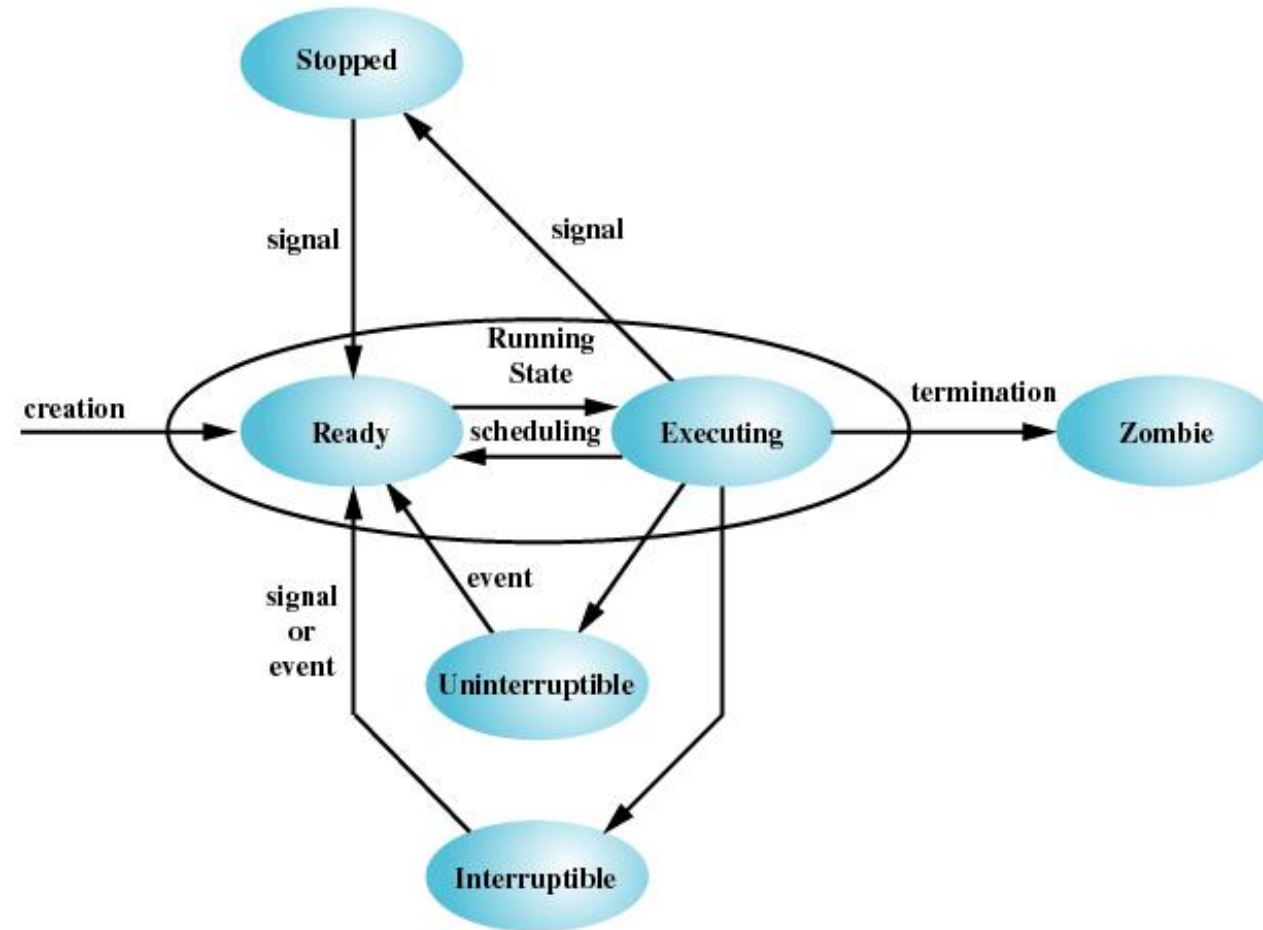 Stopped
signal
signal
Running
State
creation
termination
Ready
scheduling
Executing
Zombie
event
signal
or
event
Uninterruptible
Interruptible